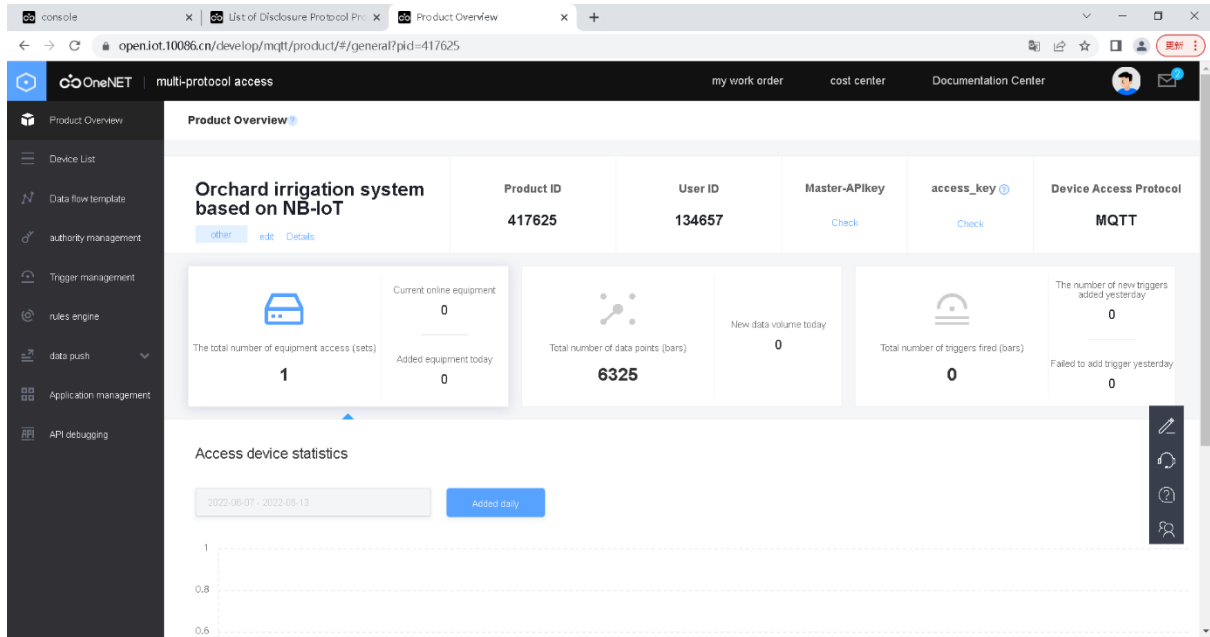 console
List of Disclosure Protocol Pro
Product Overview
open.iot.10086.cn/develop/mqtt/product/#/general?pid=417625
更新
OneNET
multi-protocol access
my work order
cost center
Documentation Center
2
Product Overview
Device List
Data flow template
authority management
Trigger management
rules engine
data push
Application management
API debugging
Product Overview
Orchard irrigation system
based on NB-IoT
other
edit
Details
Product ID
417625
User ID
134657
Master-APIkey
Check
access_key
Check
Device Access Protocol
MQTT
The total number of equipment access (sets)
1
Current online equipment
0
Added equipment today
0
Total number of data points (bars)
6325
New data volume today
0
Total number of triggers fired (bars)
0
The number of new triggers
added yesterday
0
Failed to add trigger yesterday
0
Access device statistics
2022-06-07 - 2022-06-13
Added daily
1
0.8
0.6